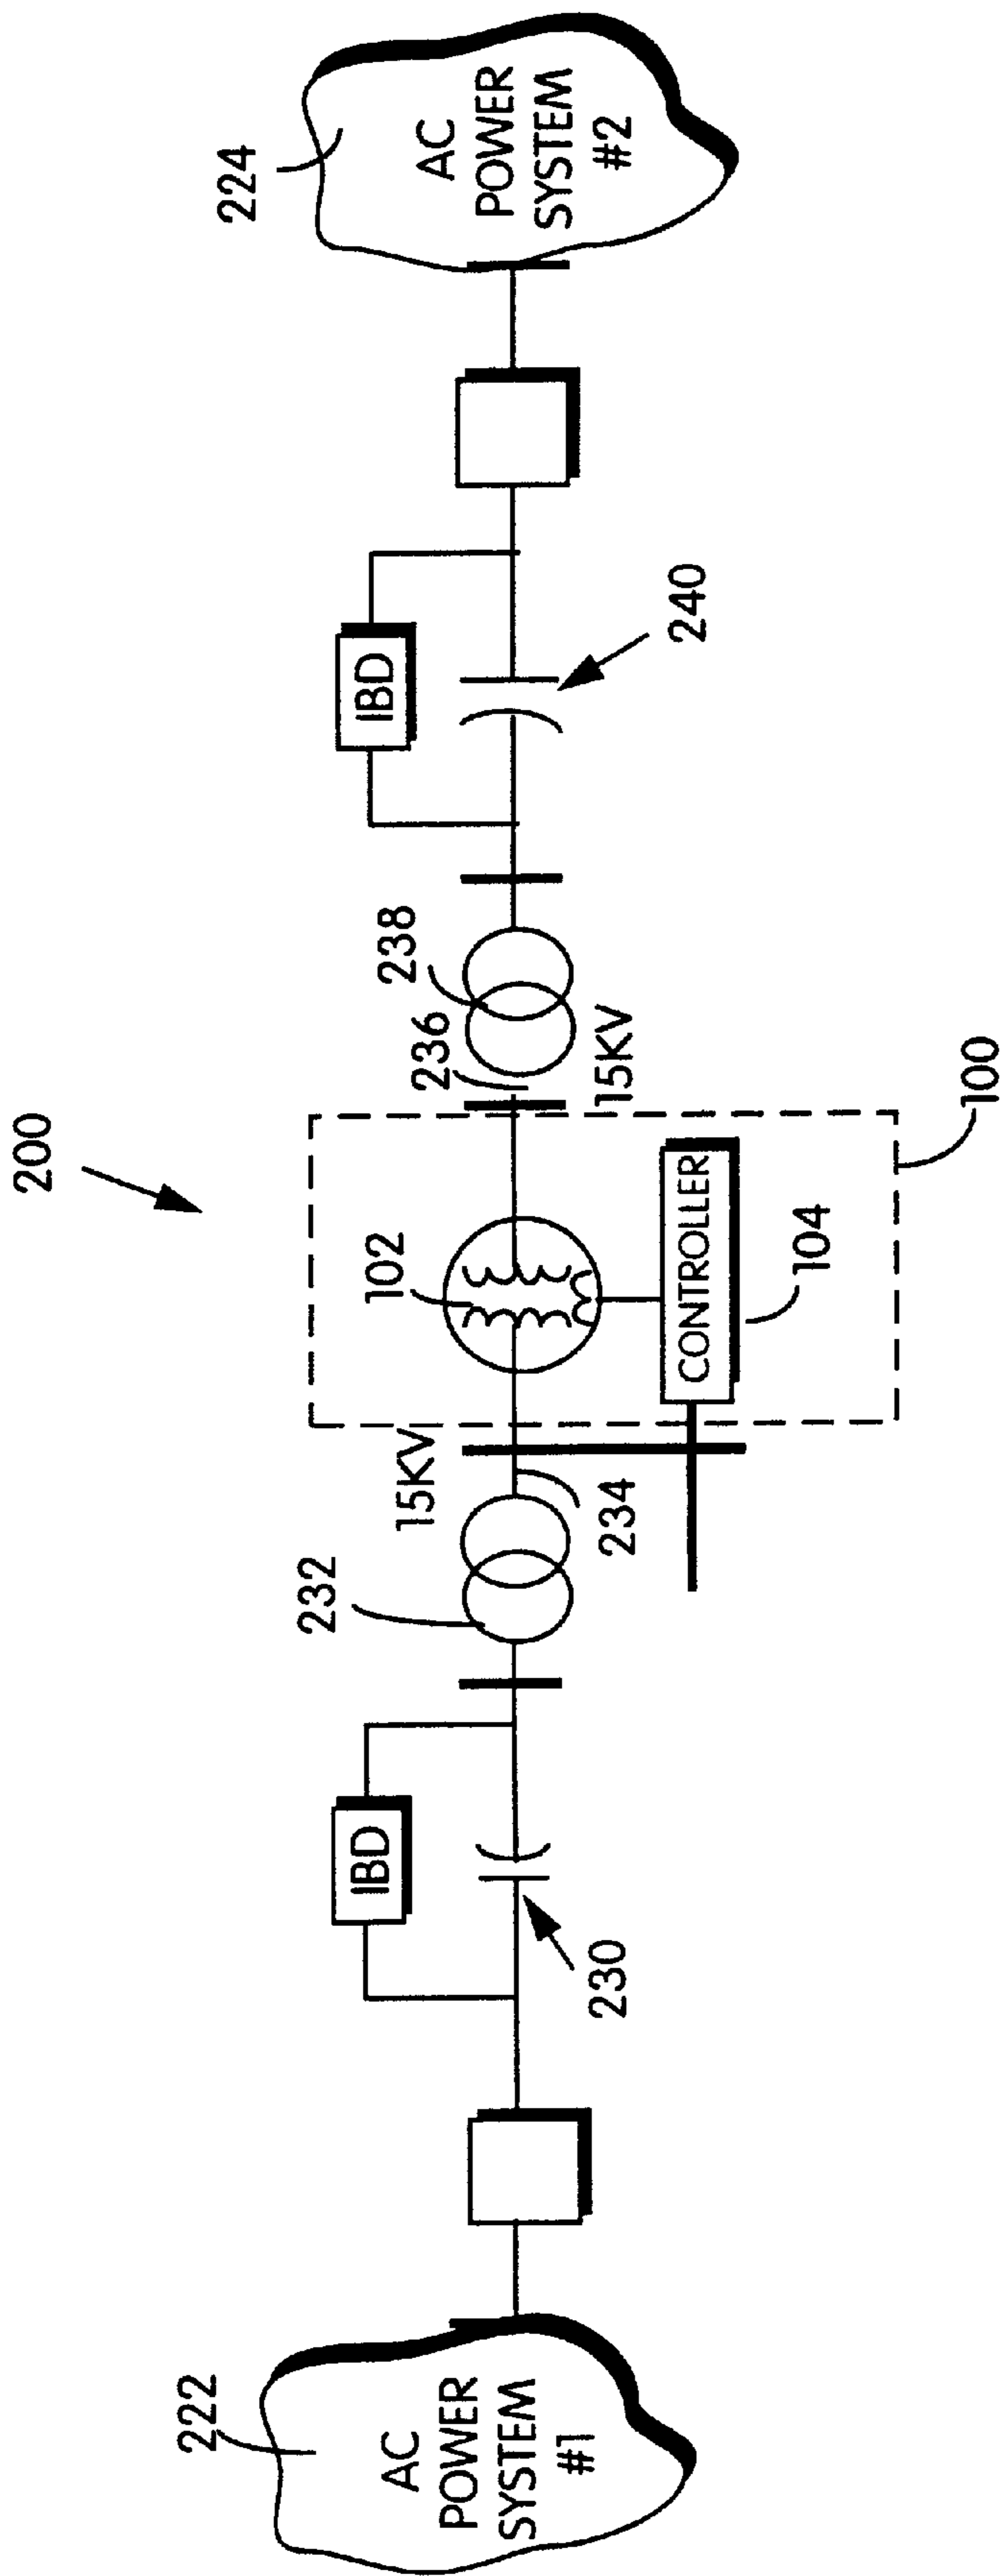 200
222
AC
POWER
SYSTEM
#1
IBD
230
232
15KV
234
102
CONTROLLER
104
100
236
15KV
238
IBD
240
224
AC
POWER
SYSTEM
#2